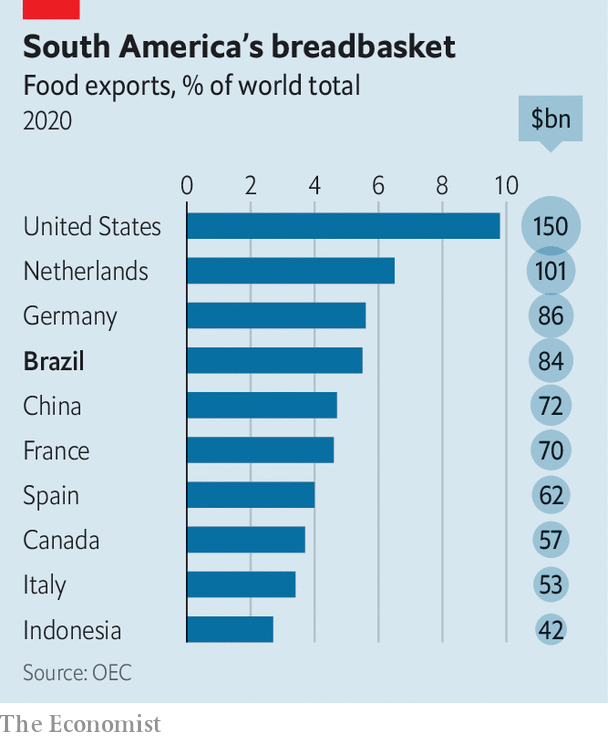 South America’s breadbasket
Food exports, % of world total
2020
$bn
0 2 4 6 8 10
United States 150
Netherlands 101
Germany 86
Brazil 84
China 72
France 70
Spain 62
Canada 57
Italy 53
Indonesia 42
Source: OEC
The Economist